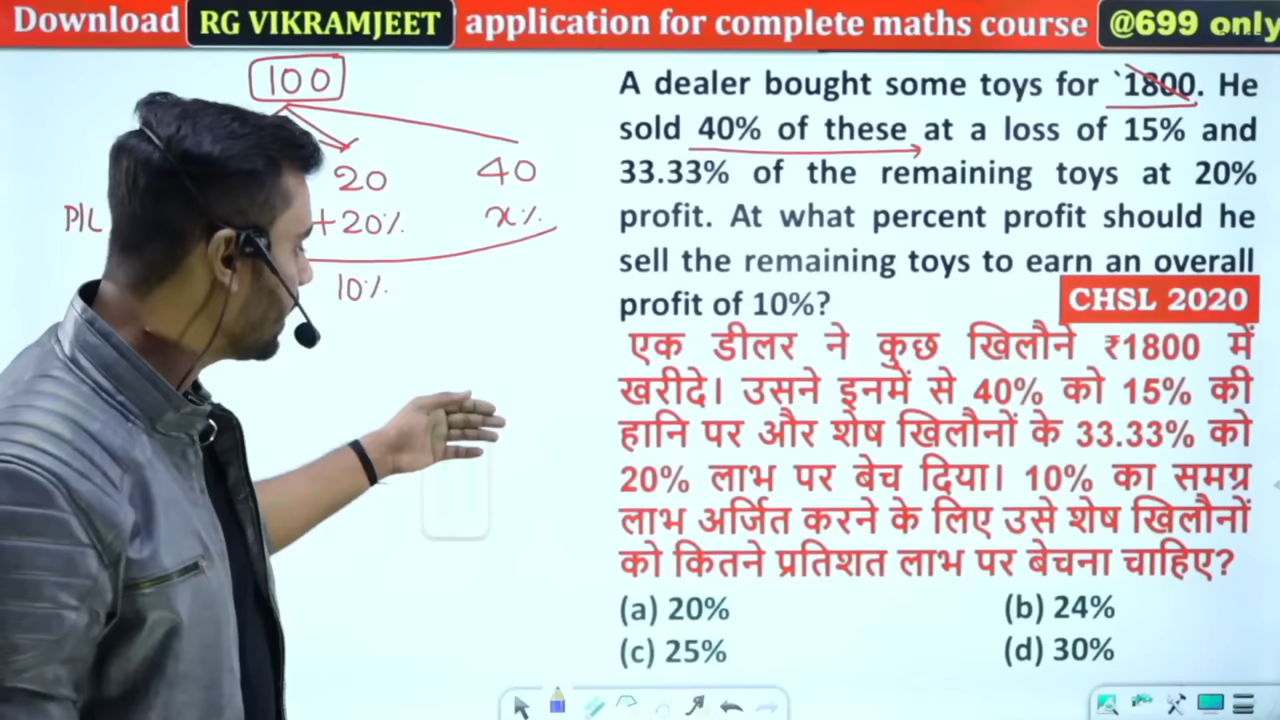 Download RG VIKRAMJEET application for complete maths course @699 only
100
20 40
P/L +20% x%
10%
A dealer bought some toys for `1800. He
sold 40% of these at a loss of 15% and
33.33% of the remaining toys at 20%
profit. At what percent profit should he
sell the remaining toys to earn an overall
profit of 10%?
CHSL 2020
एक डीलर ने कुछ खिलौने ₹1800 में
खरीदे। उसने इनमें से 40% को 15% की
हानि पर और शेष खिलौनों के 33.33% को
20% लाभ पर बेच दिया। 10% का समग्र
लाभ अर्जित करने के लिए उसे शेष खिलौनों
को कितने प्रतिशत लाभ पर बेचना चाहिए?
(a) 20% (b) 24%
(c) 25% (d) 30%